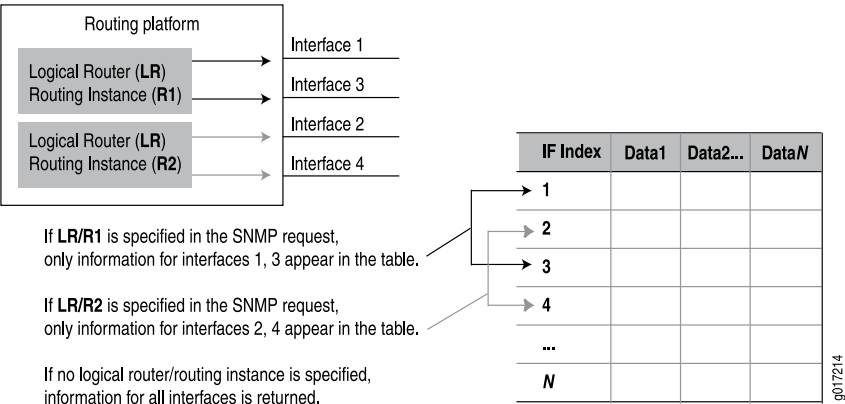 Routing platform
Logical Router (LR)
Routing Instance (R1)
Logical Router (LR)
Routing Instance (R2)
Interface 1
Interface 3
Interface 2
Interface 4
If LR/R1 is specified in the SNMP request,
only information for interfaces 1, 3 appear in the table.
If LR/R2 is specified in the SNMP request,
only information for interfaces 2, 4 appear in the table.
If no logical router/routing instance is specified,
information for all interfaces is returned.
IF Index Data1 Data2... DataN
1
2
3
4
...
N
g017214